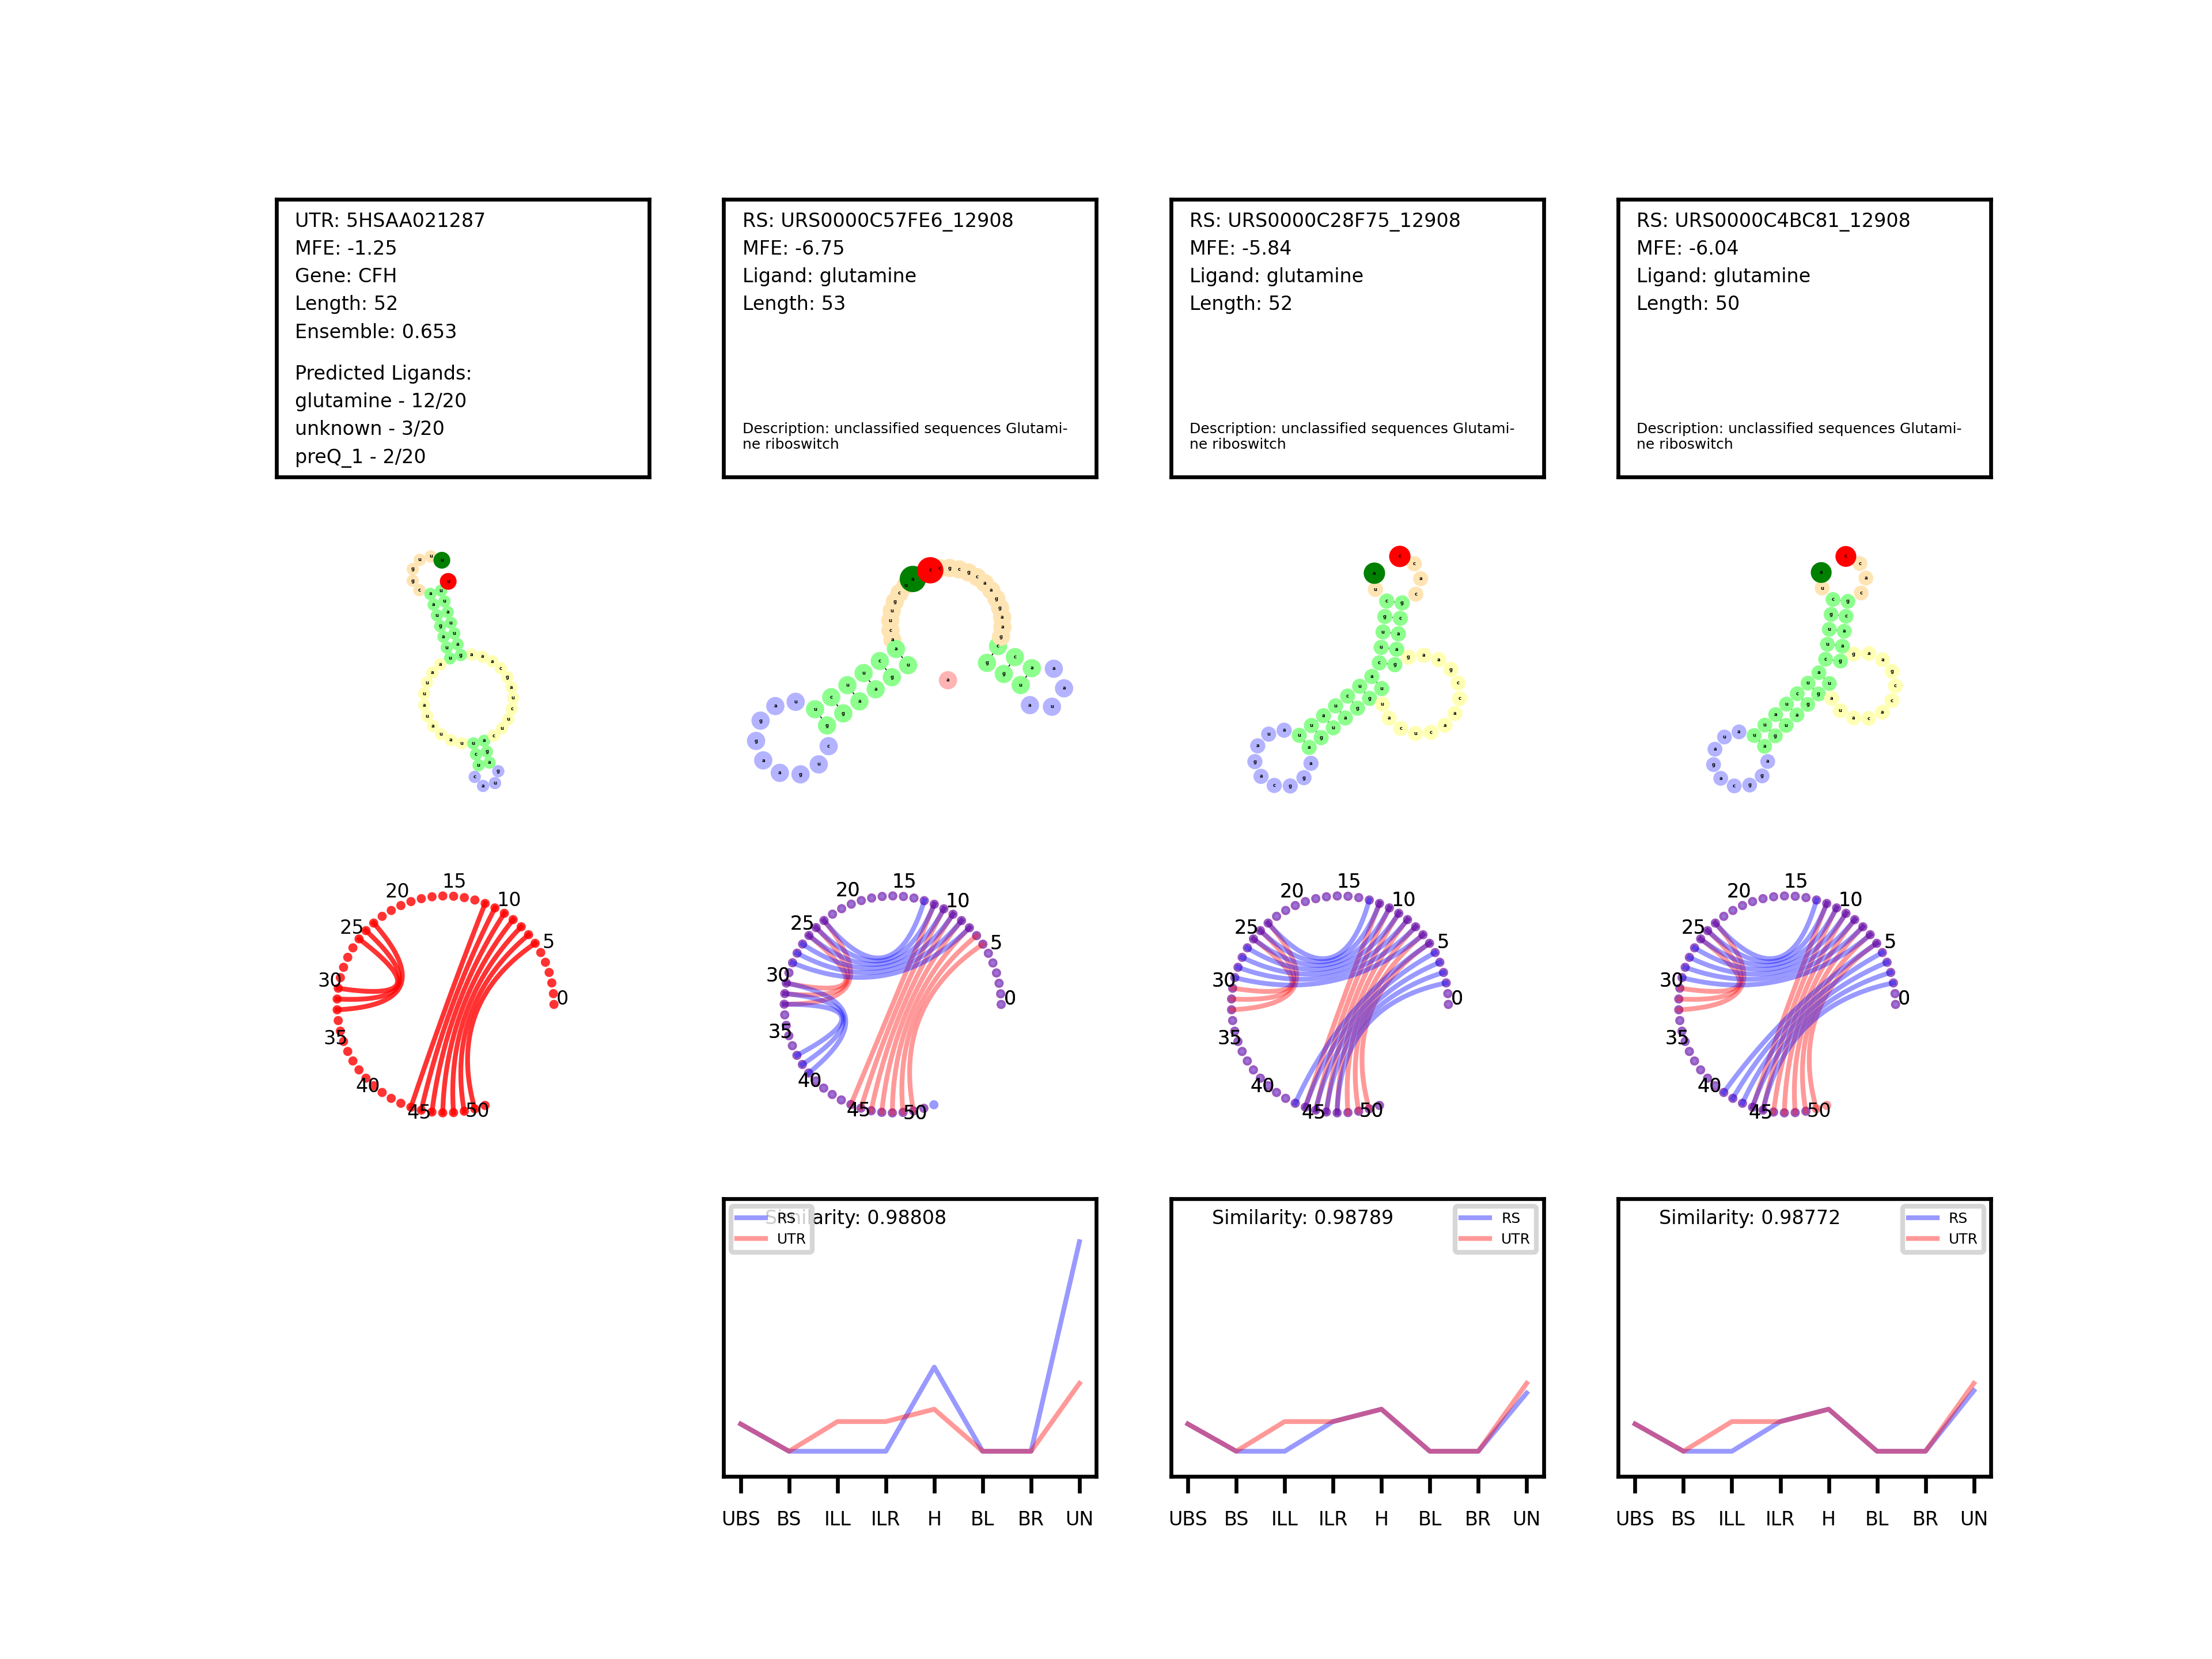 UTR: 5HSAA021287
MFE: -1.25
Gene: CFH
Length: 52
Ensemble: 0.653
Predicted Ligands:
glutamine - 12/20
unknown - 3/20
preQ_1 - 2/20
RS: URS0000C57FE6_12908
MFE: -6.75
Ligand: glutamine
Length: 53
Description: unclassified sequences Glutami-
ne riboswitch
RS: URS0000C28F75_12908
MFE: -5.84
Ligand: glutamine
Length: 52
Description: unclassified sequences Glutami-
ne riboswitch
RS: URS0000C4BC81_12908
MFE: -6.04
Ligand: glutamine
Length: 50
Description: unclassified sequences Glutami-
ne riboswitch
0 5 10 15 20 25 30 35 40 45 50
0 5 10 15 20 25 30 35 40 45 50
0 5 10 15 20 25 30 35 40 45 50
0 5 10 15 20 25 30 35 40 45 50
Similarity: 0.98808
RS
UTR
UBS BS ILL ILR H BL BR UN
Similarity: 0.98789
RS
UTR
UBS BS ILL ILR H BL BR UN
Similarity: 0.98772
RS
UTR
UBS BS ILL ILR H BL BR UN